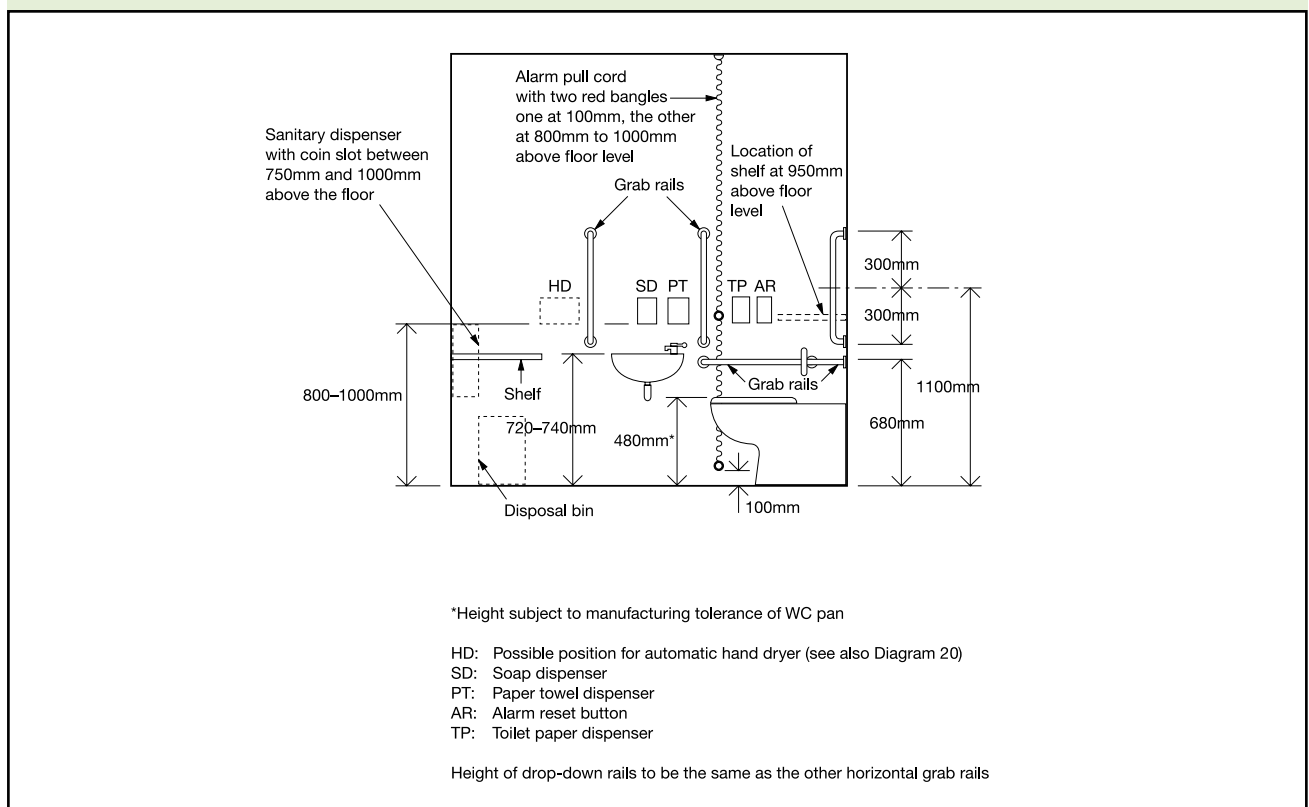 Alarm pull cord
with two red bangles
one at 100mm, the other
at 800mm to 1000mm
above floor level
Sanitary dispenser
with coin slot between
750mm and 1000mm
above the floor
Location of
shelf at 950mm
above floor
level
Grab rails
300mm
HD
SD
PT
TP
AR
300mm
Shelf
Grab rails
1100mm
800–1000mm
720–740mm
480mm*
680mm
Disposal bin
100mm
*Height subject to manufacturing tolerance of WC pan
HD: Possible position for automatic hand dryer (see also Diagram 20)
SD: Soap dispenser
PT: Paper towel dispenser
AR: Alarm reset button
TP: Toilet paper dispenser
Height of drop-down rails to be the same as the other horizontal grab rails